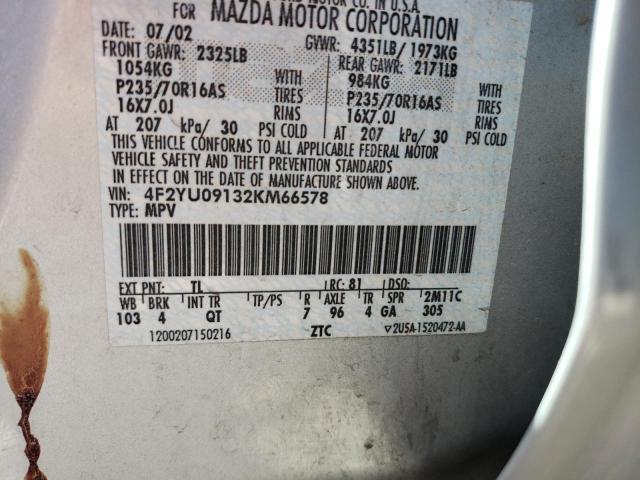 MOTOR CO. IN U.S.A.
FOR MAZDA MOTOR CORPORATION
DATE: 07/02 GVWR: 4351LB/1973KG
FRONT GAWR: 2325LB REAR GAWR: 2171LB
1054KG WITH 984KG WITH
P235/70R16AS TIRES P235/70R16AS TIRES
16X7.0J RIMS 16X7.0J RIMS
AT 207 kPa/30 PSI COLD AT 207 kPa/30 PSI COLD
THIS VEHICLE CONFORMS TO ALL APPLICABLE FEDERAL MOTOR
VEHICLE SAFETY AND THEFT PREVENTION STANDARDS
IN EFFECT ON THE DATE OF MANUFACTURE SHOWN ABOVE.
VIN: 4F2YU09132KM66578
TYPE: MPV
EXT PNT: TL RC: 81 DSO:
WB BRK INT TR TP/PS R AXLE TR SPR 2M11C
103 4 QT 7 96 4 GA 305
1200207150216 ZTC ▽2U5A-1520472-AA